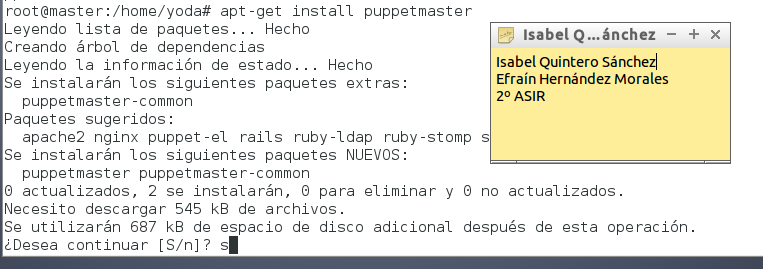 root@master:/home/yoda# apt-get install puppetmaster
Leyendo lista de paquetes... Hecho
Creando árbol de dependencias
Leyendo la información de estado... Hecho
Se instalarán los siguientes paquetes extras:
  puppetmaster-common
Paquetes sugeridos:
  apache2 nginx puppet-el rails ruby-ldap ruby-stomp s
Se instalarán los siguientes paquetes NUEVOS:
  puppetmaster puppetmaster-common
0 actualizados, 2 se instalarán, 0 para eliminar y 0 no actualizados.
Necesito descargar 545 kB de archivos.
Se utilizarán 687 kB de espacio de disco adicional después de esta operación.
¿Desea continuar [S/n]? s
Isabel Q ...ánchez
Isabel Quintero Sánchez
Efraín Hernández Morales
2º ASIR